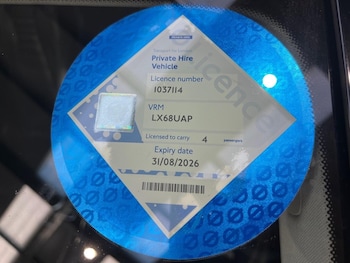 Private Hire
Vehicle
Licence number
1037114
VRM
LX68UAP
Licensed to carry 4
Expiry date
31/08/2026